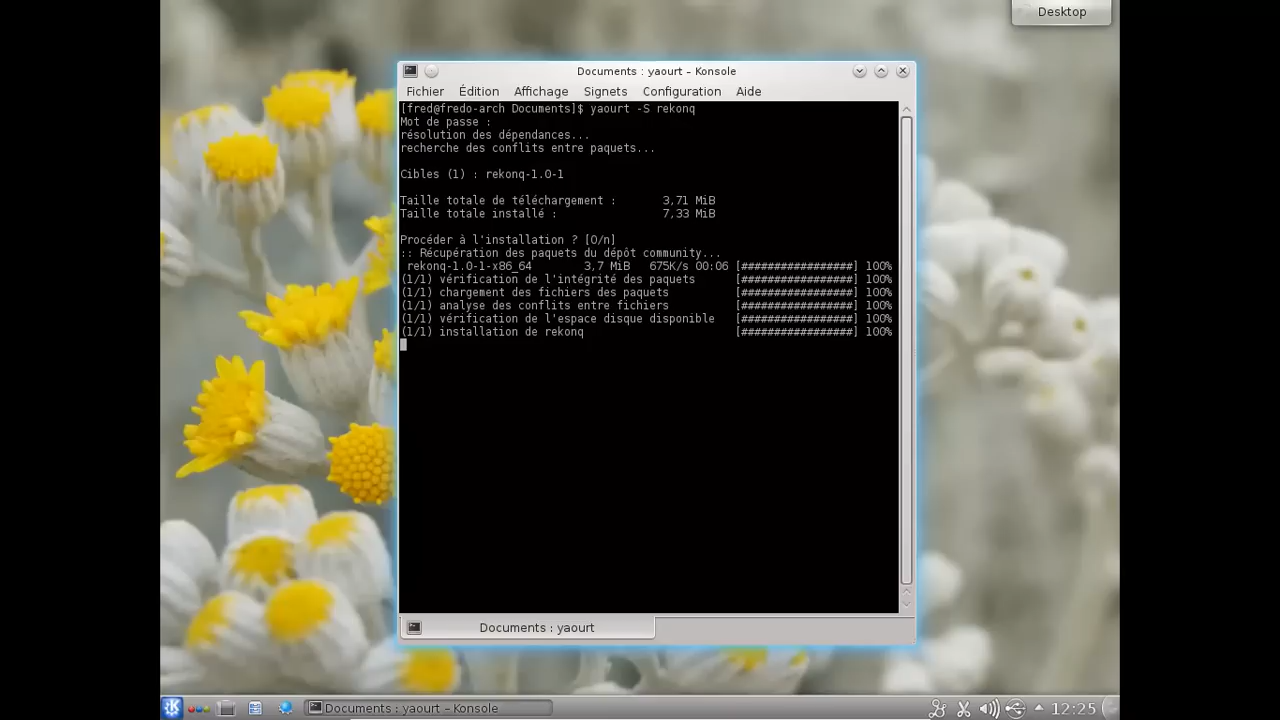 Desktop
Documents : yaourt – Konsole
Fichier Édition Affichage Signets Configuration Aide
[fred@fredo-arch Documents]$ yaourt -S rekonq
Mot de passe :
résolution des dépendances...
recherche des conflits entre paquets...
Cibles (1) : rekonq-1.0-1
Taille totale de téléchargement : 3,71 MiB
Taille totale installé : 7,33 MiB
Procéder à l'installation ? [O/n]
:: Récupération des paquets du dépôt community...
rekonq-1.0-1-x86_64 3,7 MiB 675K/s 00:06 [#################] 100%
(1/1) vérification de l'intégrité des paquets [#################] 100%
(1/1) chargement des fichiers des paquets [#################] 100%
(1/1) analyse des conflits entre fichiers [#################] 100%
(1/1) vérification de l'espace disque disponible [#################] 100%
(1/1) installation de rekonq [#################] 100%
Documents : yaourt
Documents : yaourt – Konsole
12:25